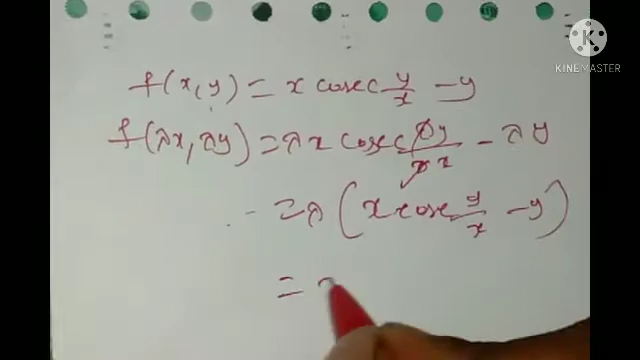 KINEMASTER
f(x,y) = x cosec y/x - y
f(λx, λy) = λx cosec λy/λx - λy
= λ(x cosec y/x - y)
=